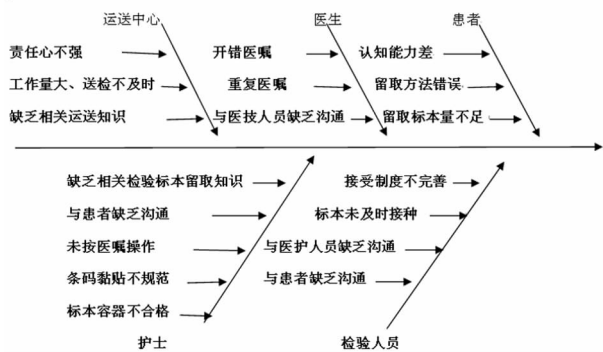 运送中心 医生 患者
责任心不强 开错医嘱 认知能力差
工作量大、送检不及时 重复医嘱 留取方法错误
缺乏相关运送知识 与医技人员缺乏沟通 留取标本量不足
缺乏相关检验标本留取知识 接受制度不完善
与患者缺乏沟通 标本未及时接种
未按医嘱操作 与医护人员缺乏沟通
条码黏贴不规范 与患者缺乏沟通
标本容器不合格
护士 检验人员